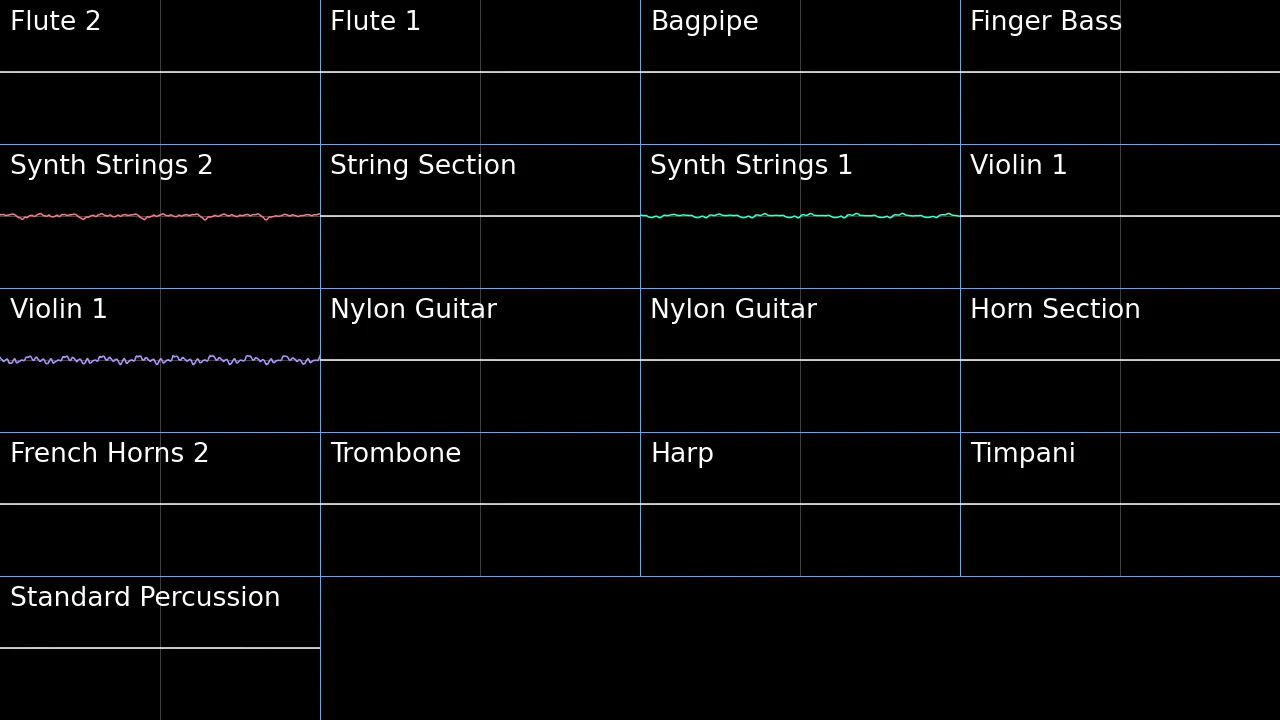 Flute 2
Flute 1
Bagpipe
Finger Bass
Synth Strings 2
String Section
Synth Strings 1
Violin 1
Violin 1
Nylon Guitar
Nylon Guitar
Horn Section
French Horns 2
Trombone
Harp
Timpani
Standard Percussion